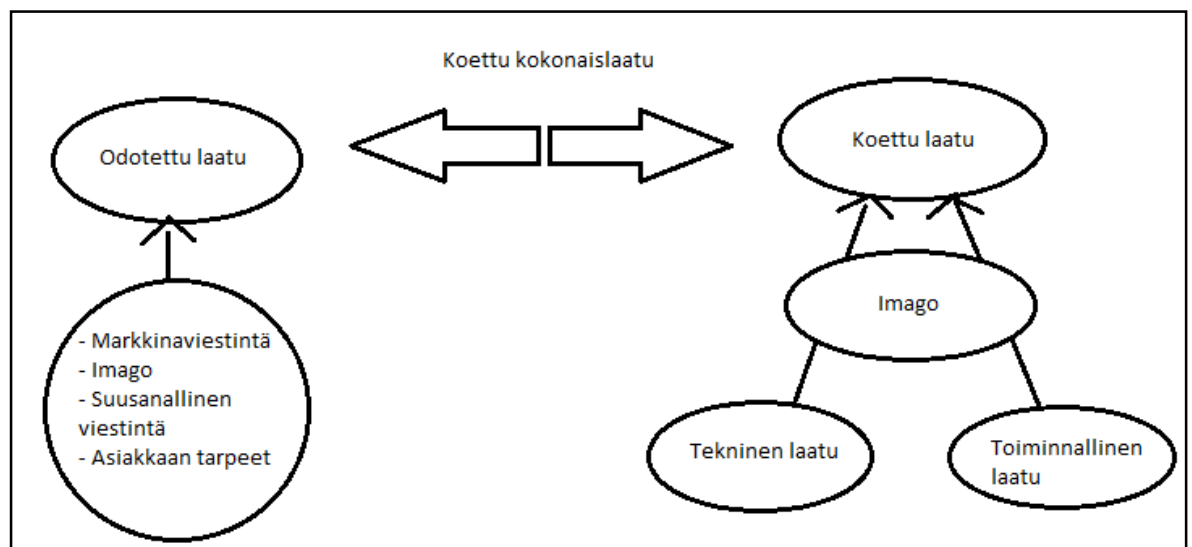 Koettu kokonaislaatu
Odotettu laatu
Koettu laatu
- Markkinaviestintä
- Imago
- Suusanallinen
viestintä
- Asiakkaan tarpeet
Imago
Tekninen laatu
Toiminnallinen
laatu